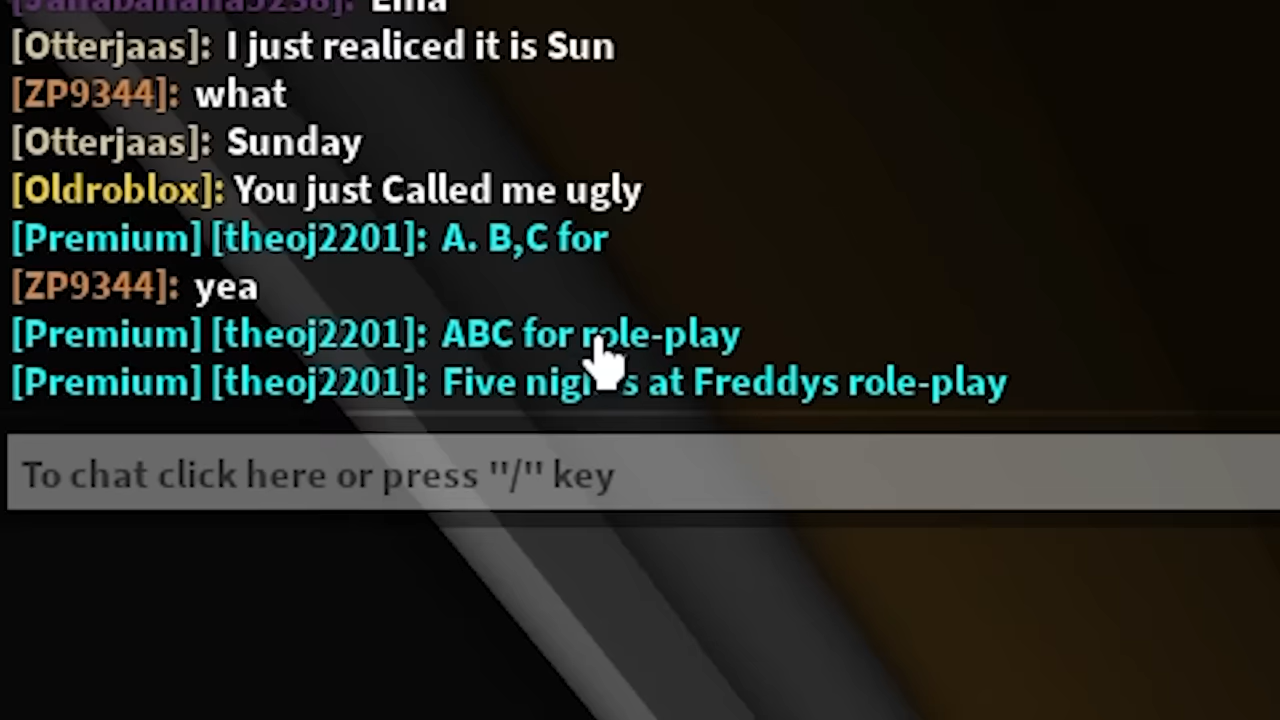 [Otterjaas]: I just realiced it is Sun
[ZP9344]: what
[Otterjaas]: Sunday
[Oldroblox]: You just Called me ugly
[Premium] [theoj2201]: A. B,C for
[ZP9344]: yea
[Premium] [theoj2201]: ABC for role-play
[Premium] [theoj2201]: Five nights at Freddys role-play
To chat click here or press "/" key